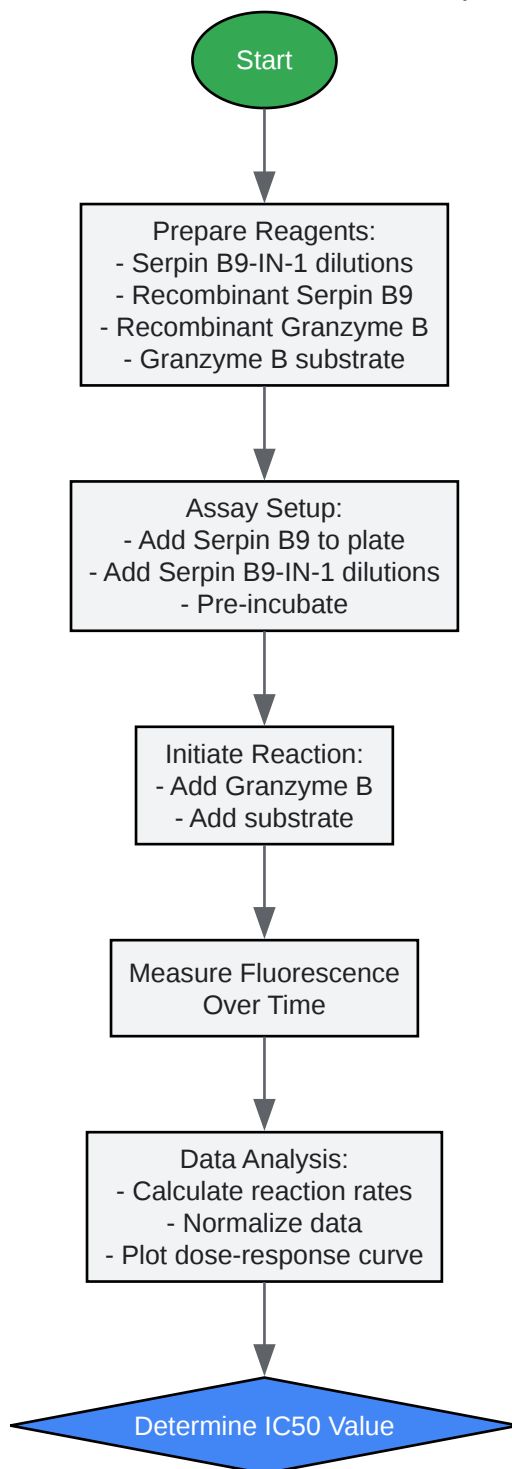 Start
Prepare Reagents:
- Serpin B9-IN-1 dilutions
- Recombinant Serpin B9
- Recombinant Granzyme B
- Granzyme B substrate
Assay Setup:
- Add Serpin B9 to plate
- Add Serpin B9-IN-1 dilutions
- Pre-incubate
Initiate Reaction:
- Add Granzyme B
- Add substrate
Measure Fluorescence
Over Time
Data Analysis:
- Calculate reaction rates
- Normalize data
- Plot dose-response curve
Determine IC50 Value